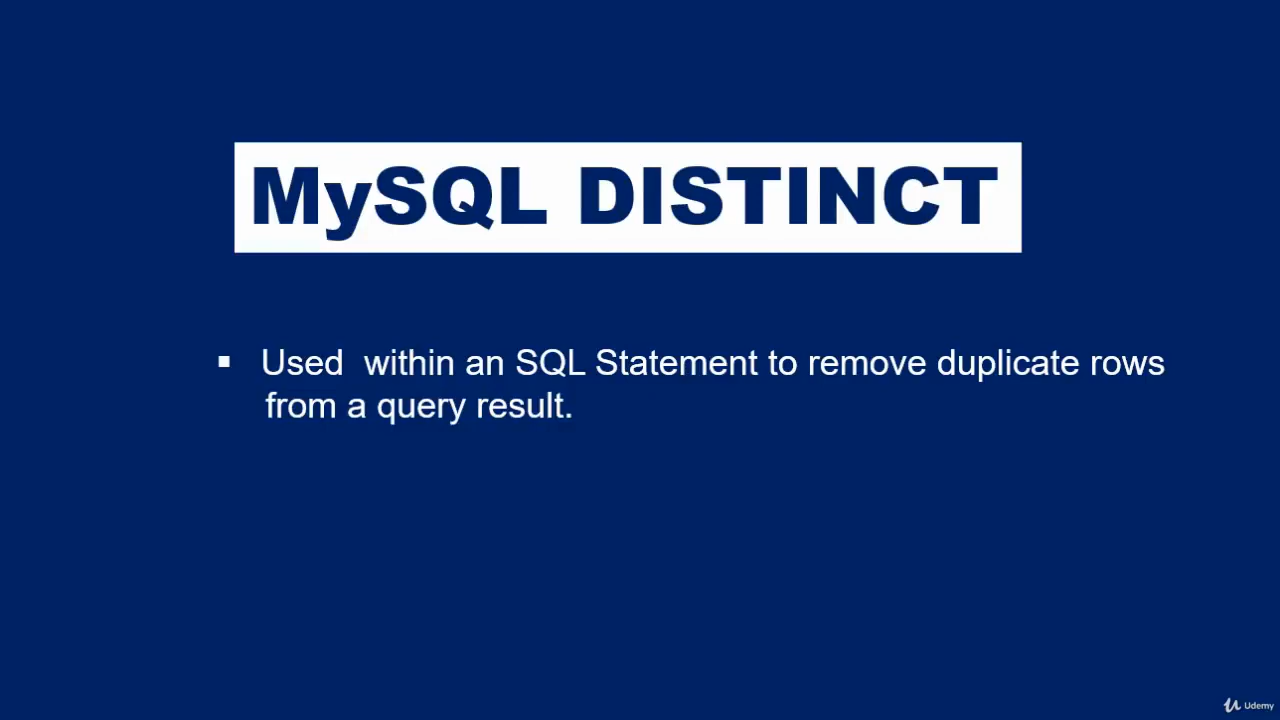 MySQL DISTINCT
▪ Used within an SQL Statement to remove duplicate rows
from a query result.
Udemy